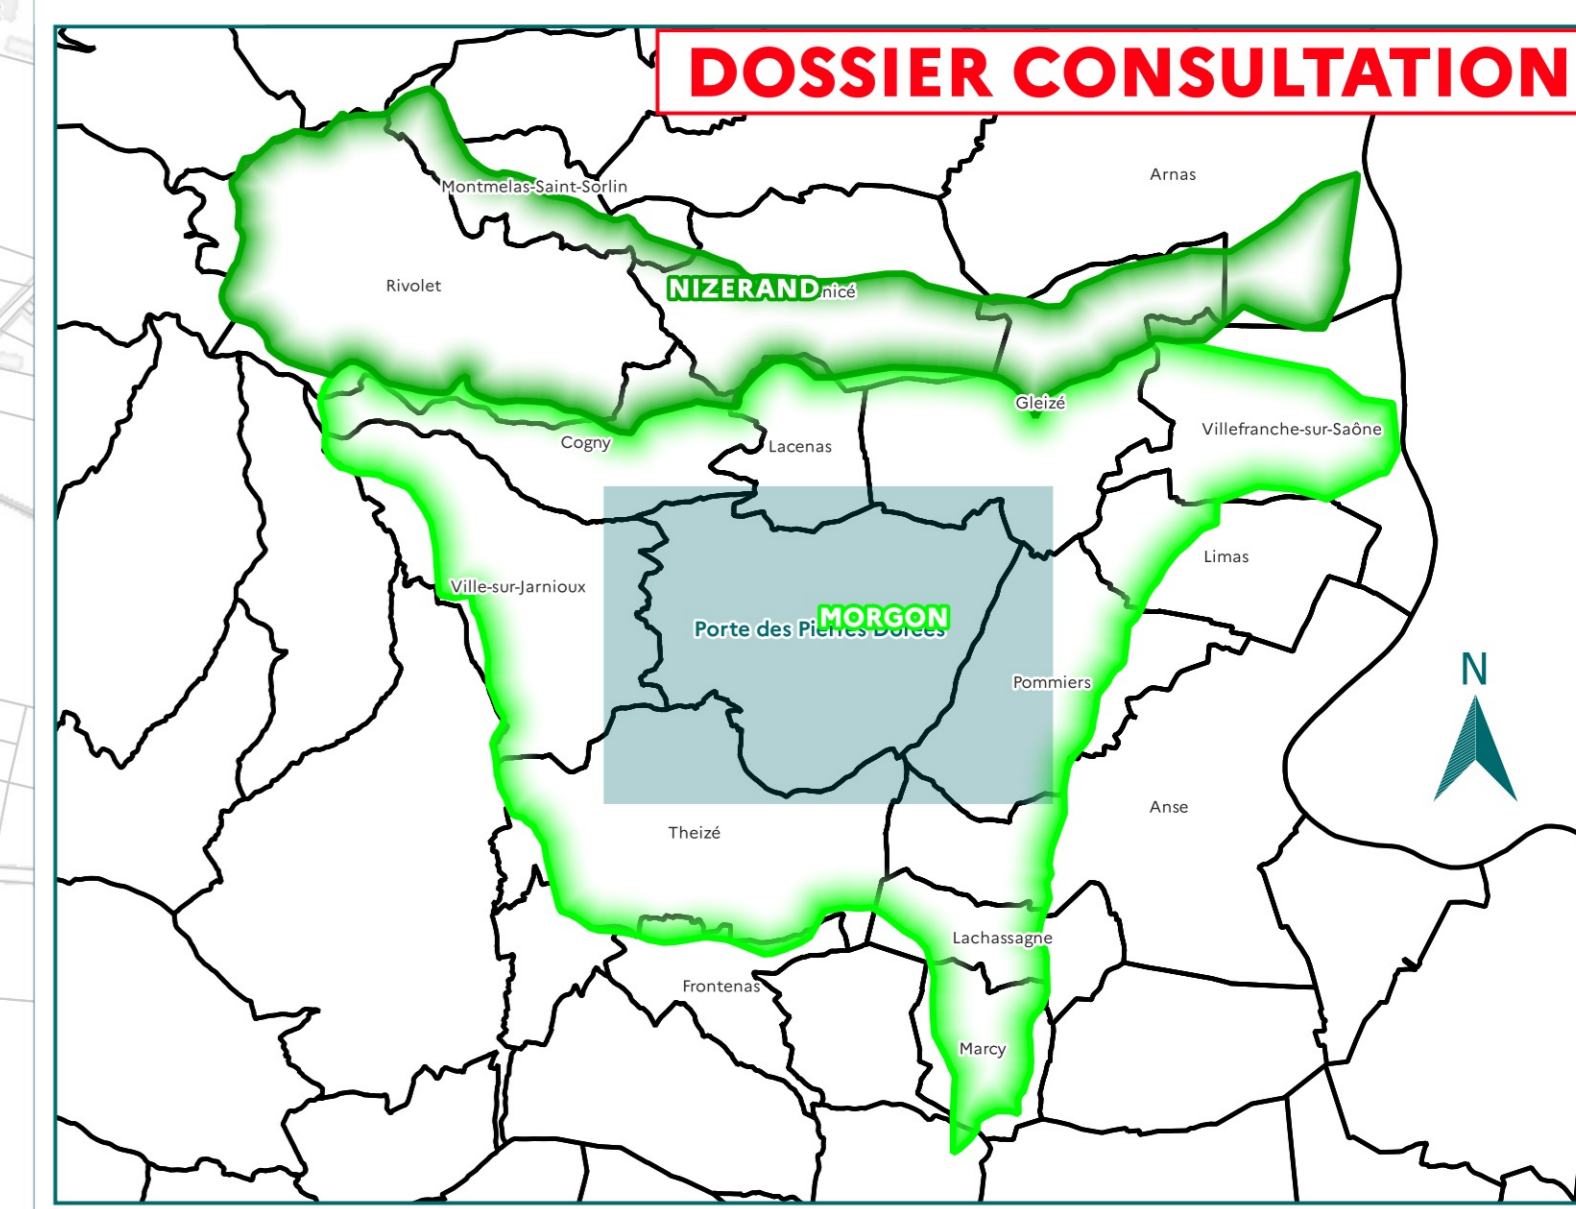 DOSSIER CONSULTATION
Arnas
Montmelas-Saint-Sorlin
Rivolet
NIZERAND
nicé
Gleizé
Villefranche-sur-Saône
Cogny
Lacenas
Limas
Ville-sur-Jarnioux
MORGON
Porte des Pierres Dorées
Pommiers
N
Anse
Theizé
Lachassagne
Frontenas
Marcy